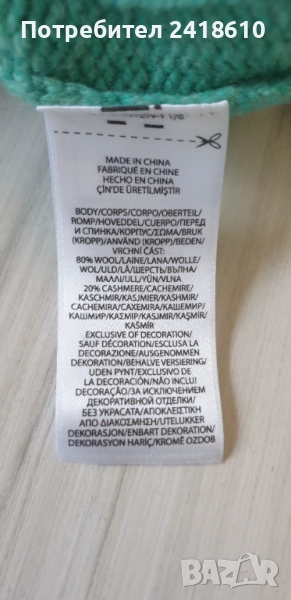 Потребител Потребител 2418610
MADE IN CHINA
FABRIQUÉ EN CHINE
HECHO EN CHINA
ÇİN'DE ÜRETİLMİŞTİR
BODY/CORPS/CORPO/OBERTEIL/
ROMP/HOVEDDEL/CUERPO/ПЕРЕД
И СПИНКА/КОРПУС/ΣΩΜΑ/BRUK
(KROPP)/ANVÄND (KROPP)/BEDEN/
VRCHNÍ ČÁST:
80% WOOL/LAINE/LANA/WOLLE/
WOL/ULD/LÃ/ШЕРСТЬ/ВЪЛНА/
ΜΑΛΛΙ/ULL/YÜN/VLNA
20% CASHMERE/CACHEMIRE/
KASCHMIR/KASJMIER/KASHMIR/
CACHEMIRA/CAXEMIRA/КАШЕМИР/
КАШМИР/ΚΑΣΜΙΡ/KASJMIR/KAŞMİR/
KAŠMÍR
EXCLUSIVE OF DECORATION/
SAUF DÉCORATION/ESCLUSA LA
DECORAZIONE/AUSGENOMMEN
DEKORATION/BEHALVE VERSIERING/
UDEN PYNT/EXCLUSIVO DE
LA DECORACIÓN/NÃO INCLUI
DECORAÇÃO/ЗА ИСКЛЮЧЕНИЕМ
ДЕКОРАТИВНОЙ ОТДЕЛКИ/
БЕЗ УКРАСАТА/ΑΠΟΚΛΕΙΣΤΙΚΗ
ΑΠΟ ΔΙΑΚΟΣΜΗΣΗ/UTELUKKER
DEKORASJON/ENBART DEKORATION/
DEKORASYON HARİÇ/KROMĚ OZDOB
BAZAR